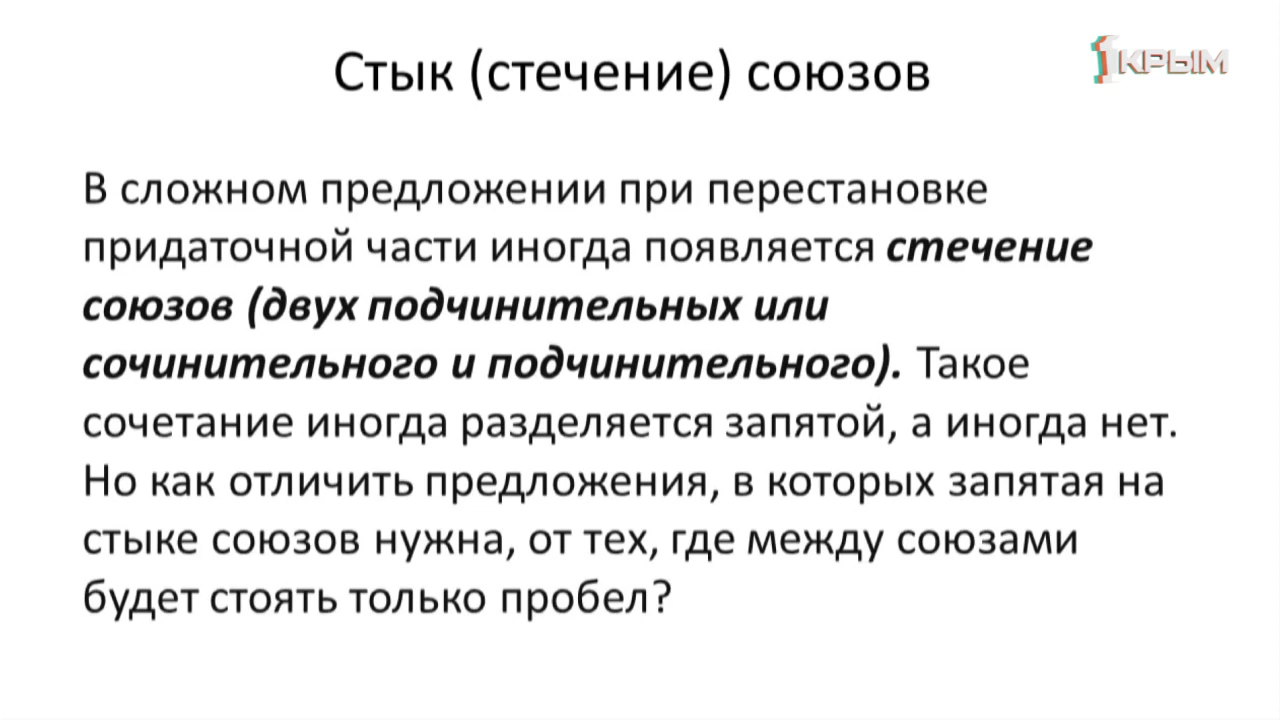 Стык (стечение) союзов
1КРЫМ
В сложном предложении при перестановке
придаточной части иногда появляется стечение
союзов (двух подчинительных или
сочинительного и подчинительного). Такое
сочетание иногда разделяется запятой, а иногда нет.
Но как отличить предложения, в которых запятая на
стыке союзов нужна, от тех, где между союзами
будет стоять только пробел?